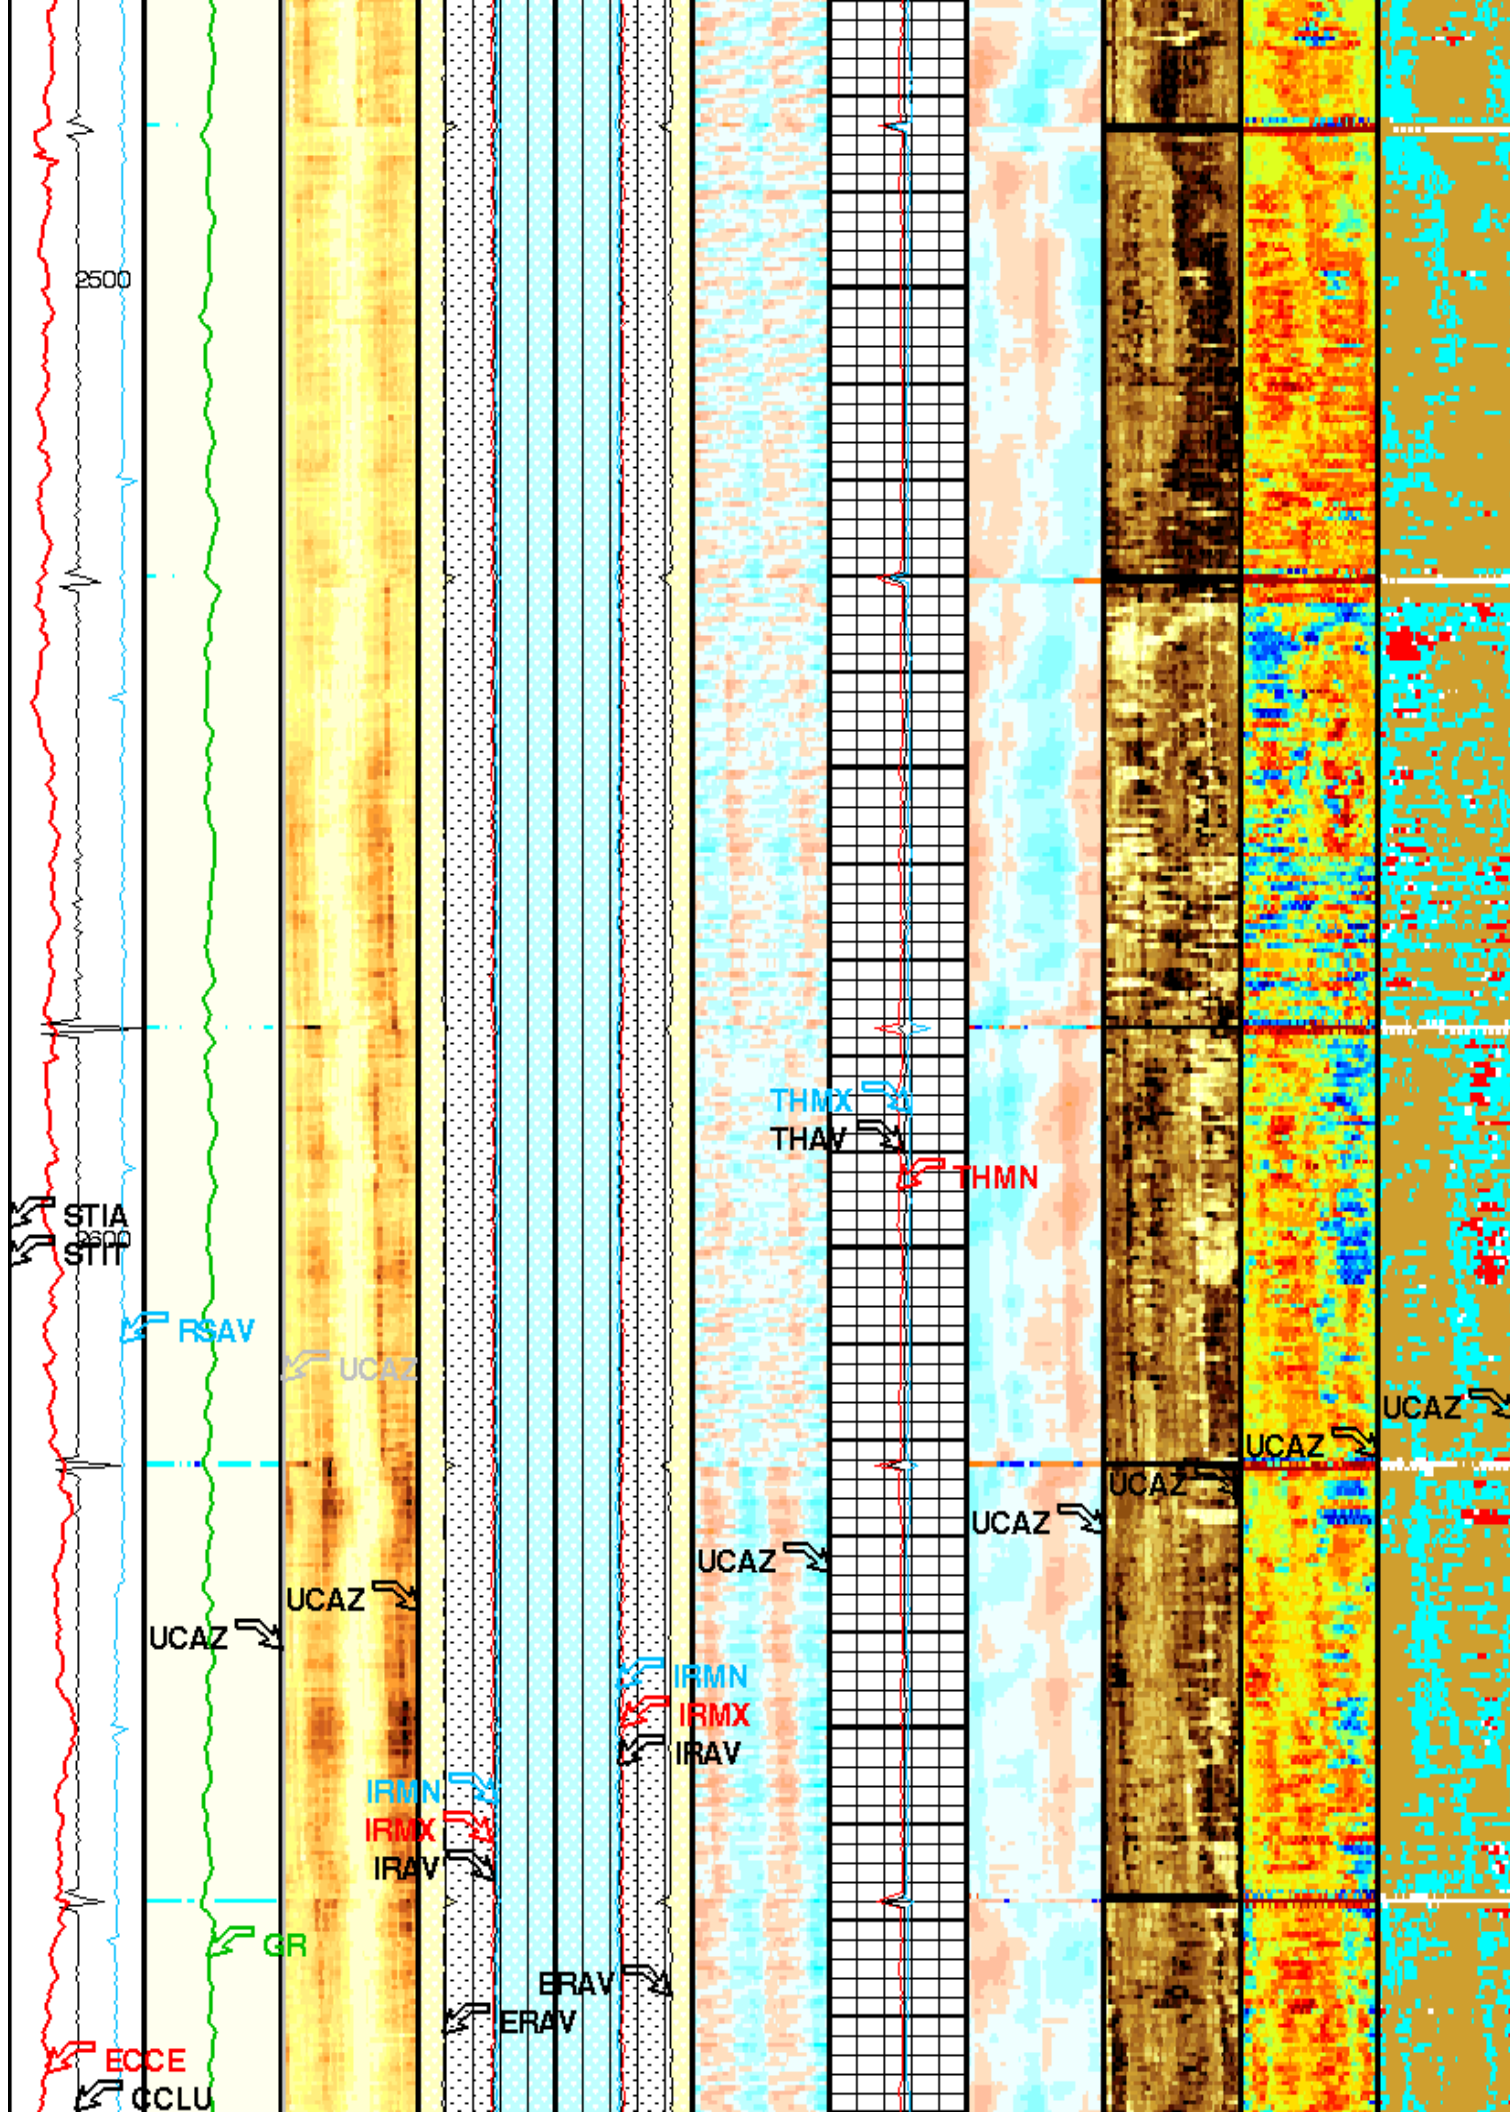 2500
THMX
THAV
THMN
STIA
2600
STIT
RSAV
UCAZ
UCAZ
UCAZ
UCAZ
UCAZ
UCAZ
UCAZ
UCAZ
IRMN
IRMX
IRAV
IRMN
IRMX
IRAV
GR
ERAV
ERAV
ECCE
CCLU